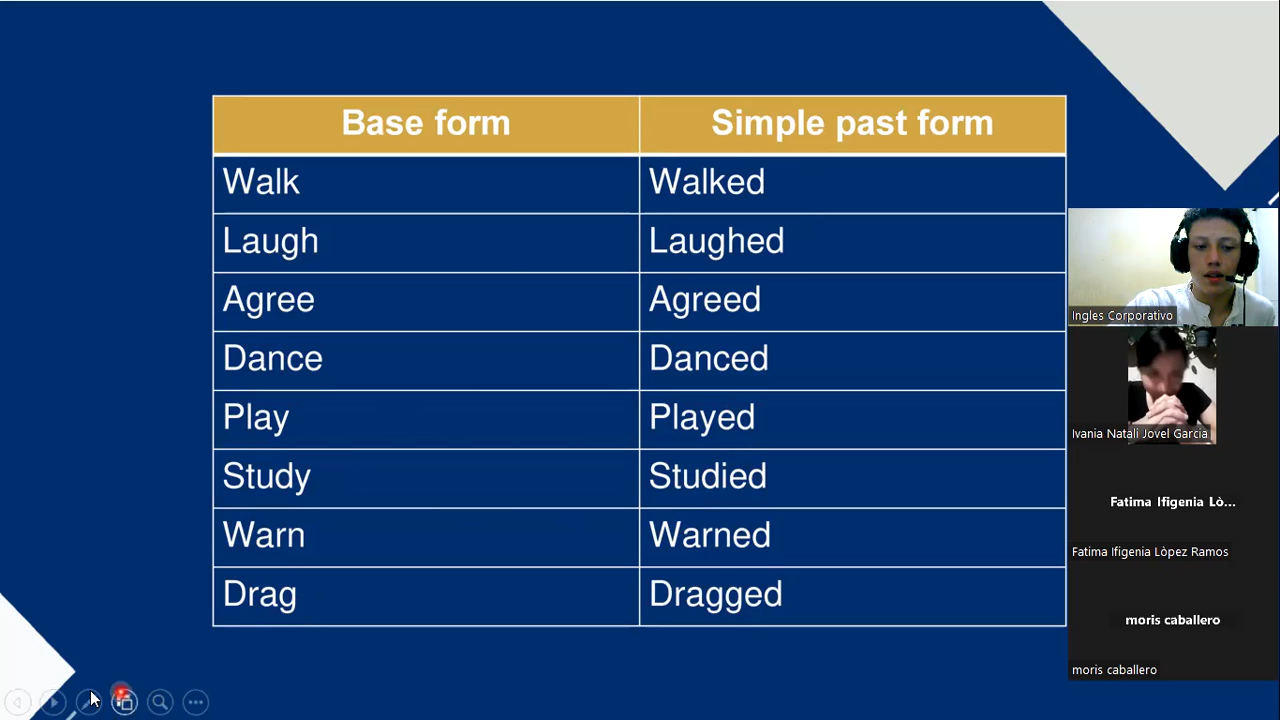 Base form Simple past form
Walk Walked
Laugh Laughed
Agree Agreed
Dance Danced
Play Played
Study Studied
Warn Warned
Drag Dragged
Ingles Corporativo
Ivania Natali Jovel Garcia
Fatima Ifigenia Lò...
Fatima Ifigenia Lòpez Ramos
moris caballero
moris caballero